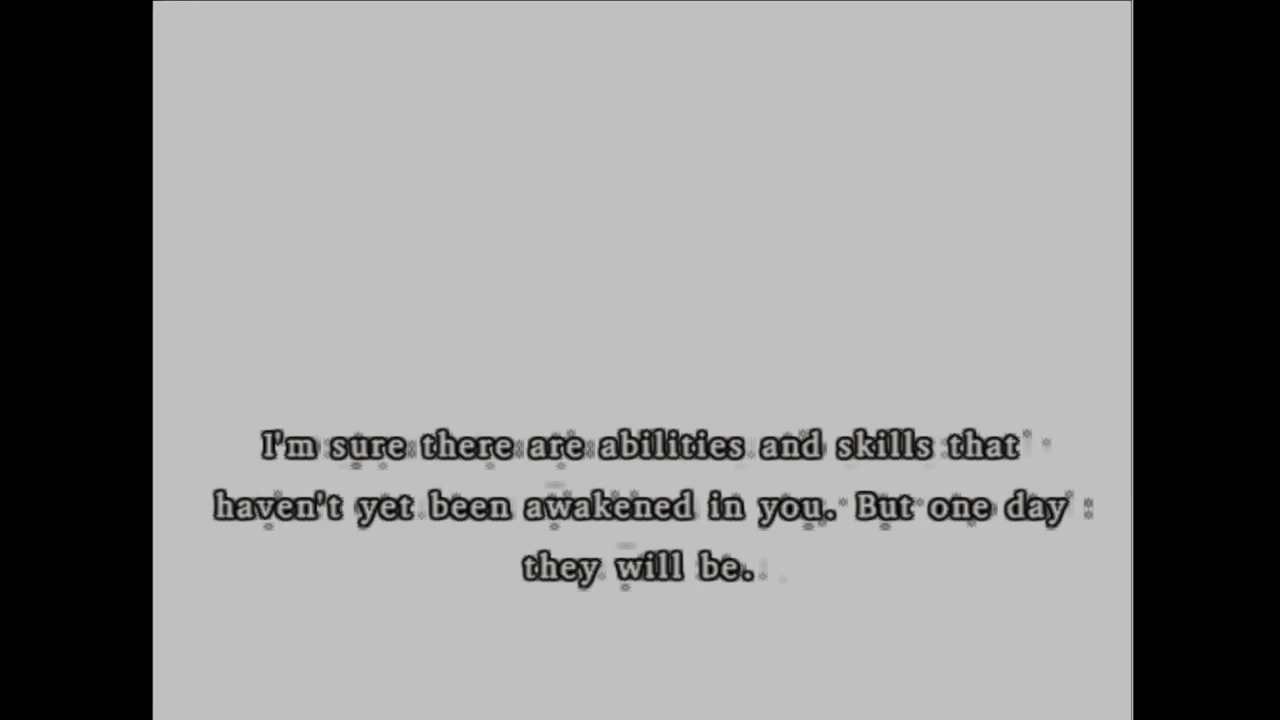 I'm sure there are abilities and skills that
haven't yet been awakened in you. But one day
they will be.